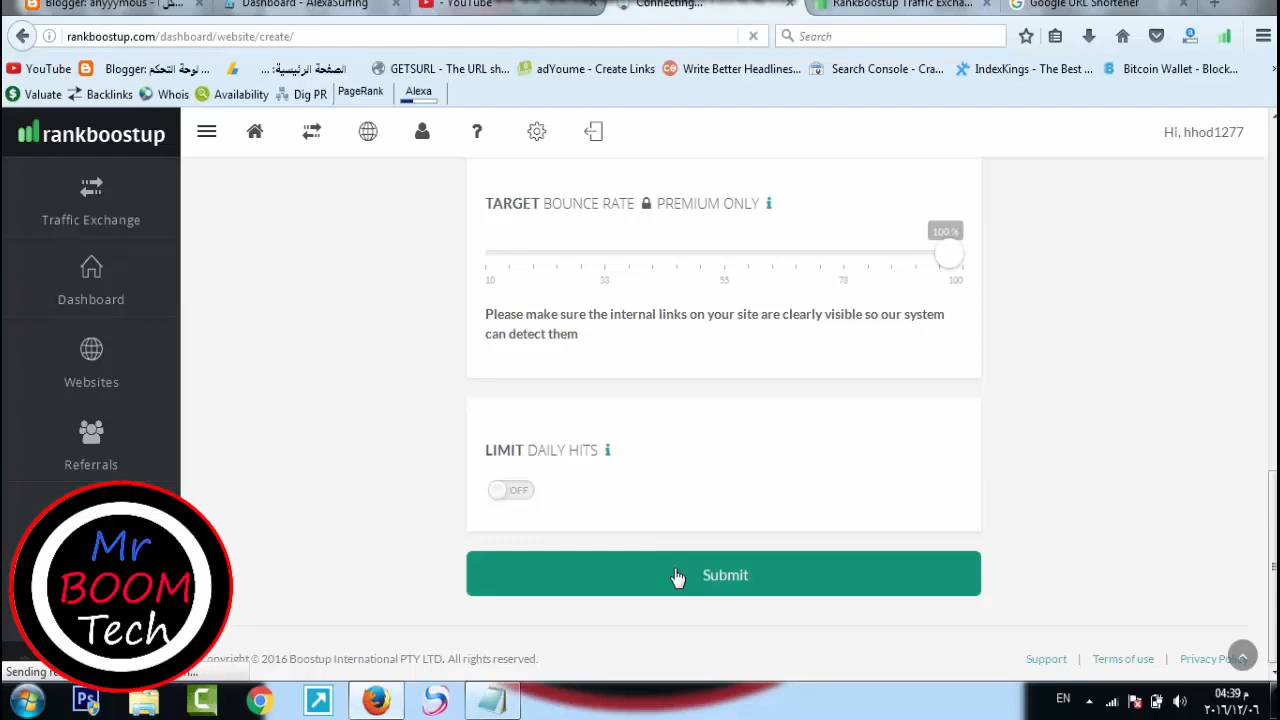 Blogger: anyyymous
Dashboard - AlexaSurfing
- YouTube
Connecting...
RankBoostup Traffic Excha...
Google URL Shortener
rankboostup.com/dashboard/website/create/
Search
YouTube
Blogger: لوحة التحكم ...
الصفحة الرئيسية: ...
GETSURL - The URL sh...
adYoume - Create Links
Write Better Headlines...
Search Console - Cra...
IndexKings - The Best ...
Bitcoin Wallet - Block...
Valuate
Backlinks
Whois
Availability
Dig PR
PageRank
Alexa
rankboostup
Hi, hhod1277
Traffic Exchange
Dashboard
Websites
Referrals
TARGET BOUNCE RATE PREMIUM ONLY
100 %
10 33 55 78 100
Please make sure the internal links on your site are clearly visible so our system
can detect them
LIMIT DAILY HITS
OFF
Submit
Mr
BOOM
Tech
© 2016 Boostup International PTY LTD. All rights reserved.
Support | Terms of use | Privacy
Sending
EN
04:39 م
٢٠١٦/١٢/٠٦